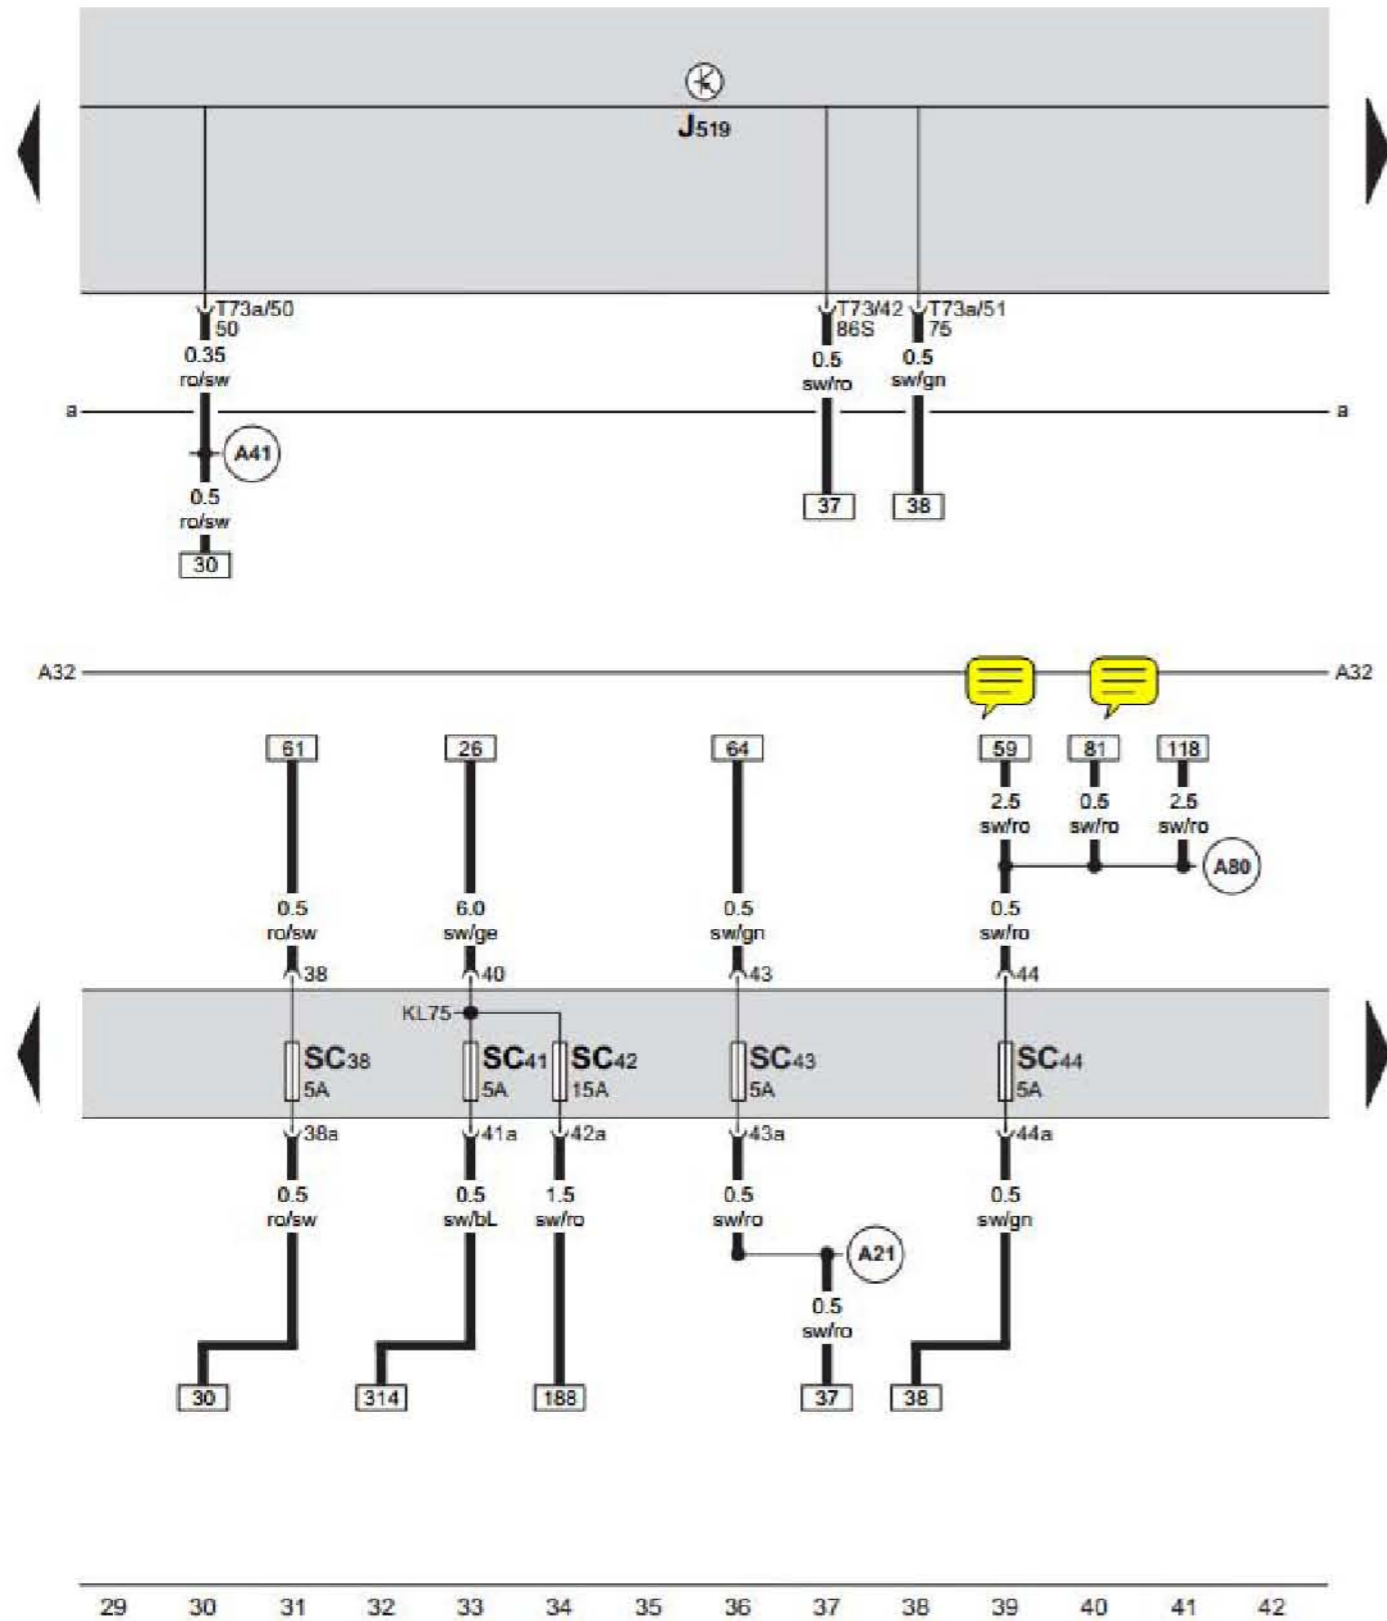 J519
T73a/50 T73/42 T73a/51
50 86S 75
0.35 0.5 0.5
ro/sw sw/ro sw/gn
a a
A41
0.5
ro/sw
37 38
30
A32 A32
61 26 64 59 81 118
2.5 0.5 2.5
sw/ro sw/ro sw/ro
A80
0.5 6.0 0.5 0.5
ro/sw sw/ge sw/gn sw/ro
38 40 43 44
KL75
SC38 SC41 SC42 SC43 SC44
5A 5A 15A 5A 5A
38a 41a 42a 43a 44a
0.5 0.5 1.5 0.5 0.5
ro/sw sw/bL sw/ro sw/ro sw/gn
A21
0.5
sw/ro
30 314 188 37 38
29 30 31 32 33 34 35 36 37 38 39 40 41 42